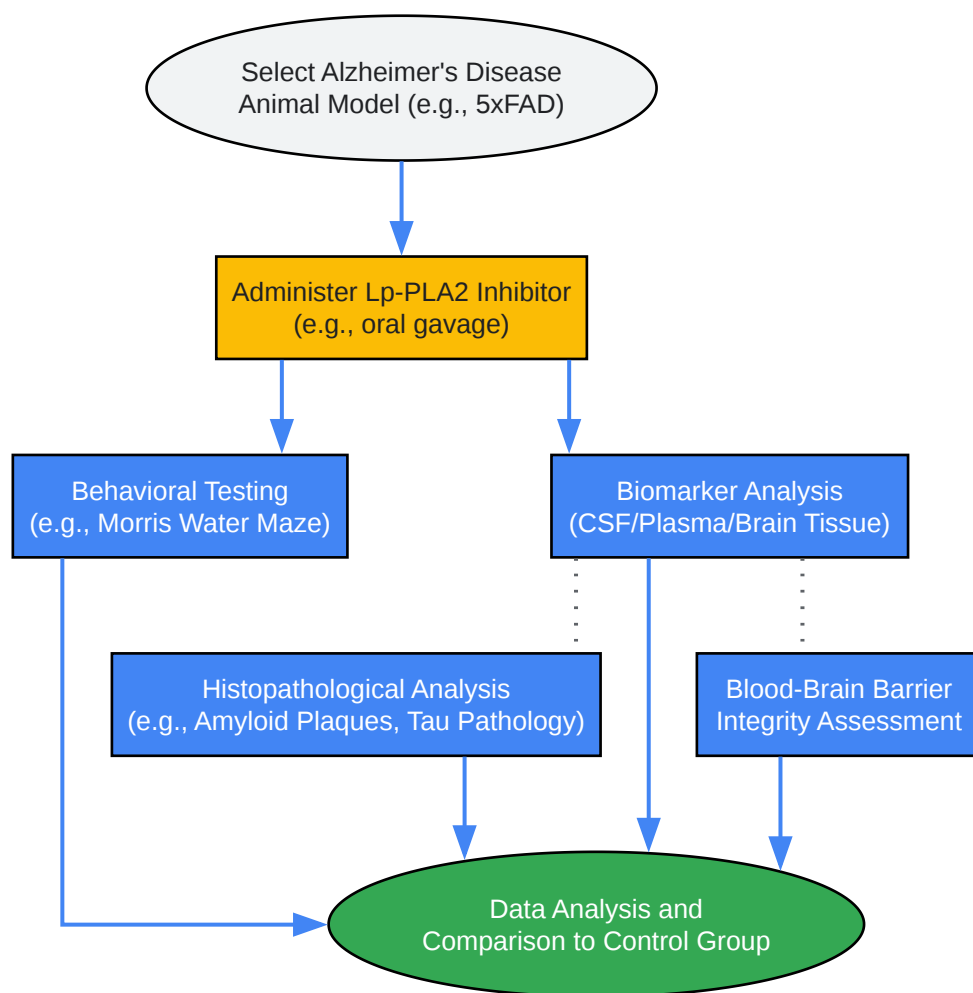 Select Alzheimer's Disease
Animal Model (e.g., 5xFAD)
Administer Lp-PLA2 Inhibitor
(e.g., oral gavage)
Behavioral Testing
(e.g., Morris Water Maze)
Biomarker Analysis
(CSF/Plasma/Brain Tissue)
Histopathological Analysis
(e.g., Amyloid Plaques, Tau Pathology)
Blood-Brain Barrier
Integrity Assessment
Data Analysis and
Comparison to Control Group